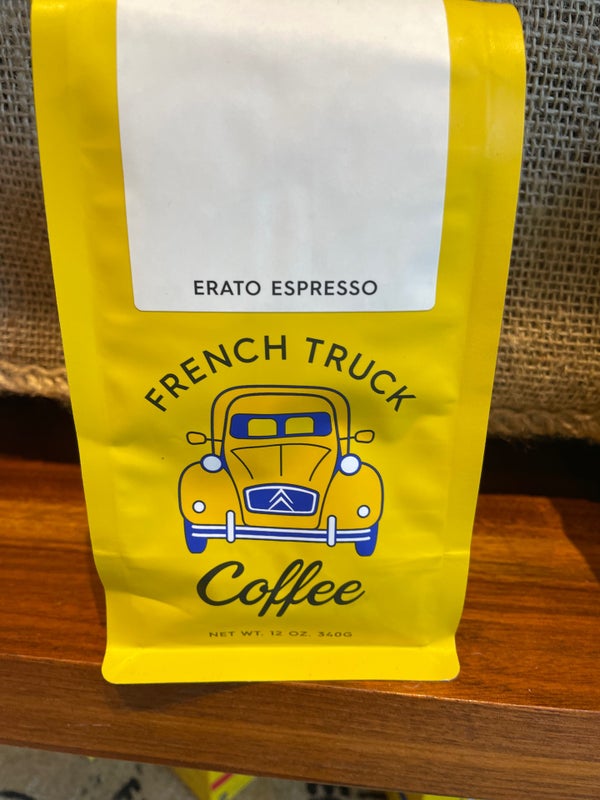 ERATO ESPRESSO
FRENCH TRUCK
Coffee
NET WT. 12 OZ. 340G